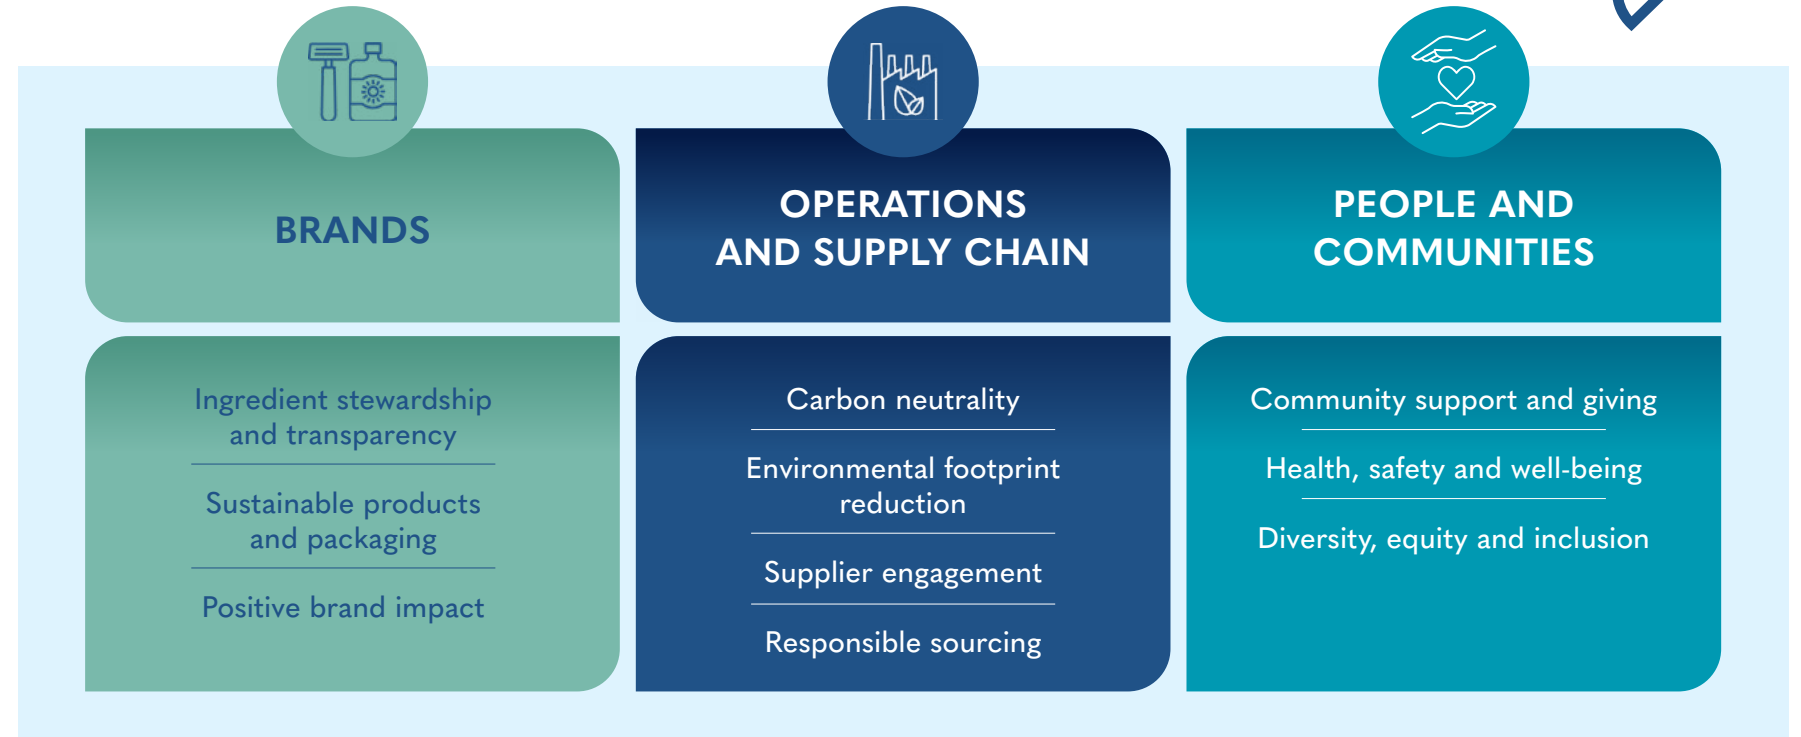 BRANDS
Ingredient stewardship
and transparency
Sustainable products
and packaging
Positive brand impact
OPERATIONS
AND SUPPLY CHAIN
Carbon neutrality
Environmental footprint
reduction
Supplier engagement
Responsible sourcing
PEOPLE AND
COMMUNITIES
Community support and giving
Health, safety and well-being
Diversity, equity and inclusion